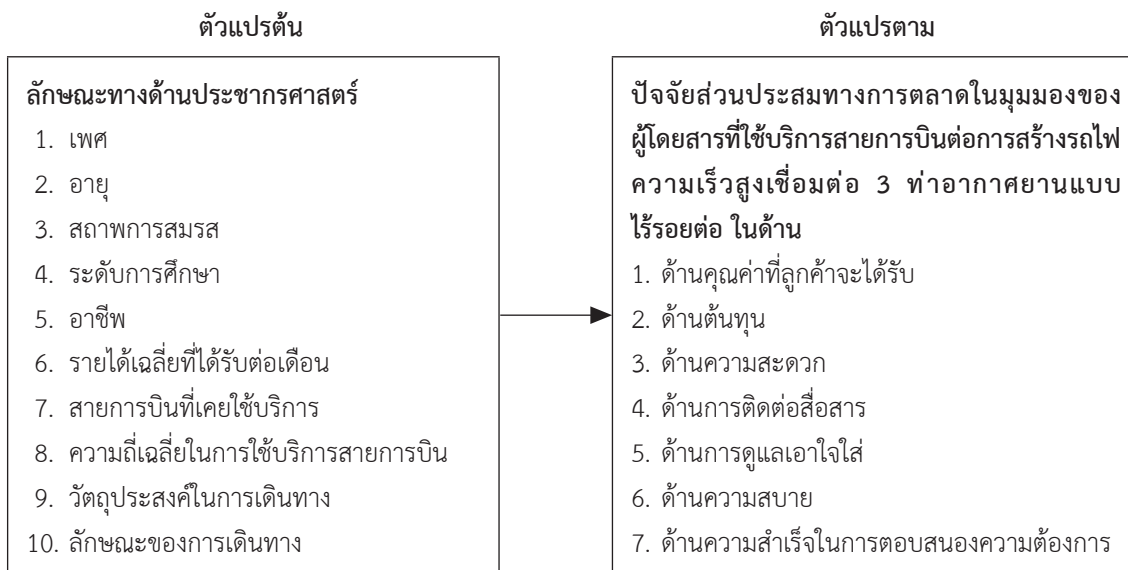 ตัวแปรต้น
ลักษณะทางด้านประชากรศาสตร์
1. เพศ
2. อายุ
3. สถาพการสมรส
4. ระดับการศึกษา
5. อาชีพ
6. รายได้เฉลี่ยที่ได้รับต่อเดือน
7. สายการบินที่เคยใช้บริการ
8. ความถี่เฉลี่ยในการใช้บริการสายการบิน
9. วัตถุประสงค์ในการเดินทาง
10. ลักษณะของการเดินทาง
ตัวแปรตาม
ปัจจัยส่วนประสมทางการตลาดในมุมมองของ
ผู้โดยสารที่ใช้บริการสายการบินต่อการสร้างรถไฟ
ความเร็วสูงเชื่อมต่อ 3 ท่าอากาศยานแบบ
ไร้รอยต่อ ในด้าน
1. ด้านคุณค่าที่ลูกค้าจะได้รับ
2. ด้านต้นทุน
3. ด้านความสะดวก
4. ด้านการติดต่อสื่อสาร
5. ด้านการดูแลเอาใจใส่
6. ด้านความสบาย
7. ด้านความสำเร็จในการตอบสนองความต้องการ